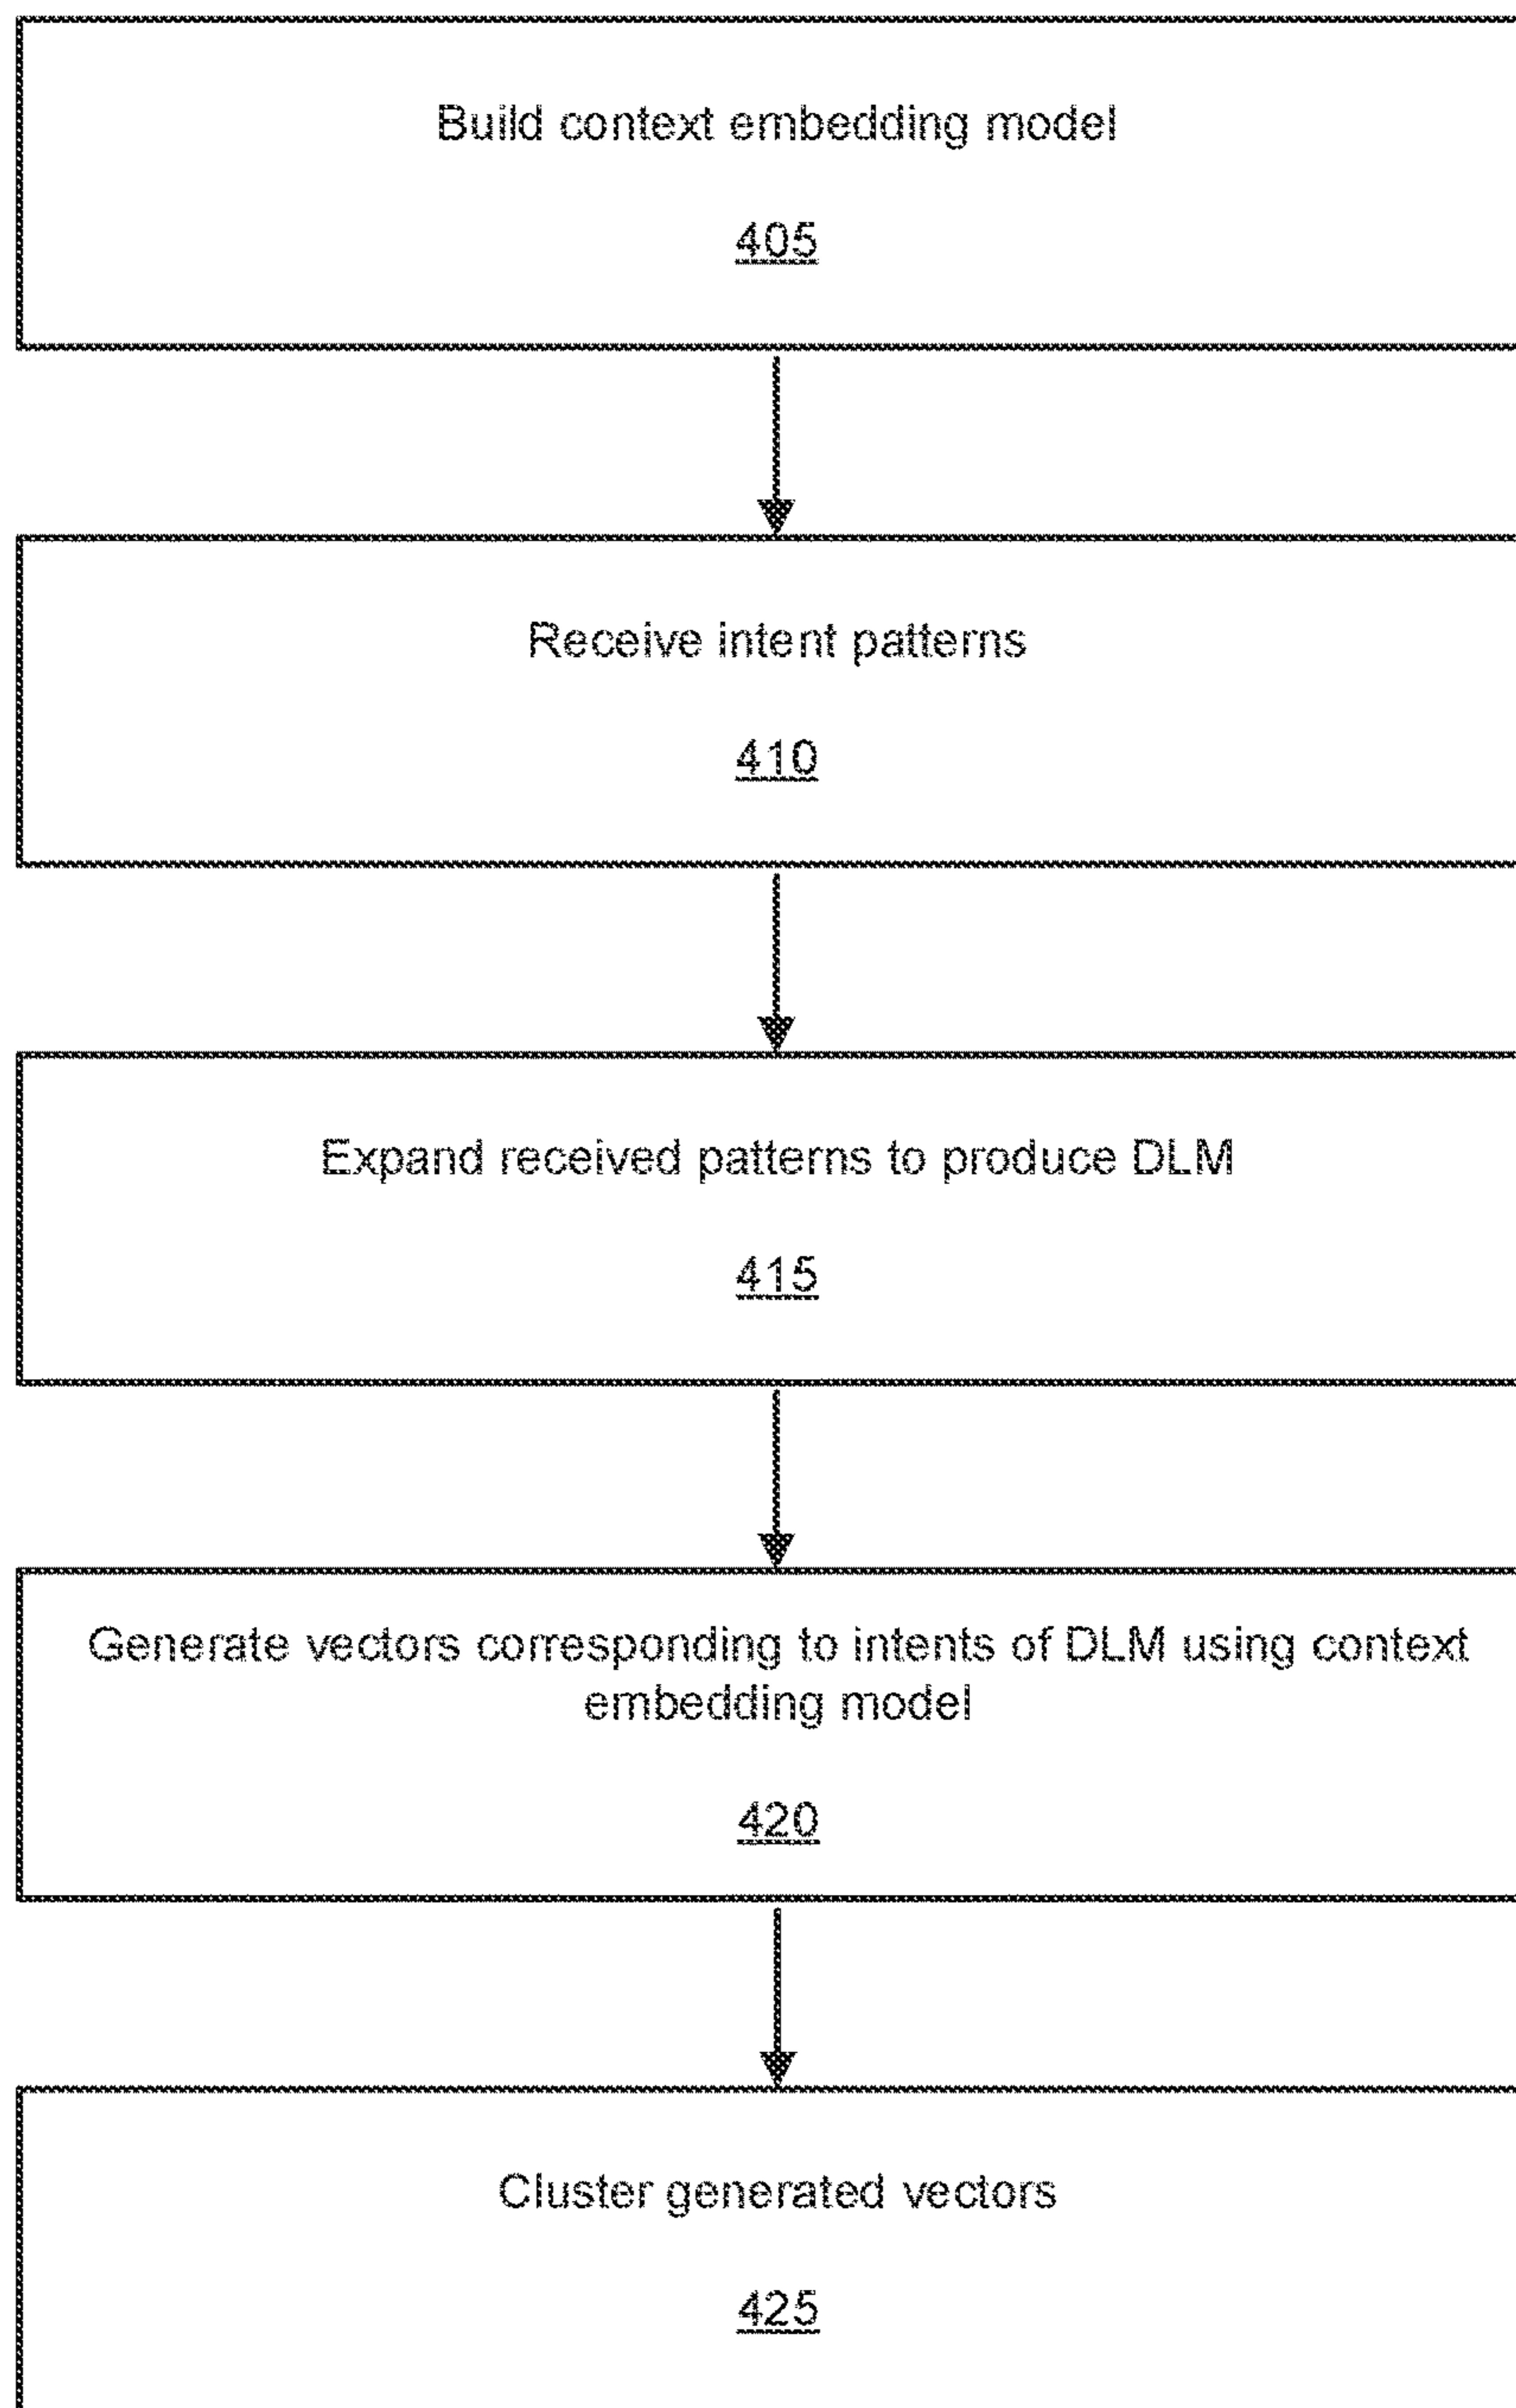 Build context embedding model
405
Receive intent patterns
410
Expand received patterns to produce DLM
415
Generate vectors corresponding to intents of DLM using context
embedding model
420
Cluster generated vectors
425